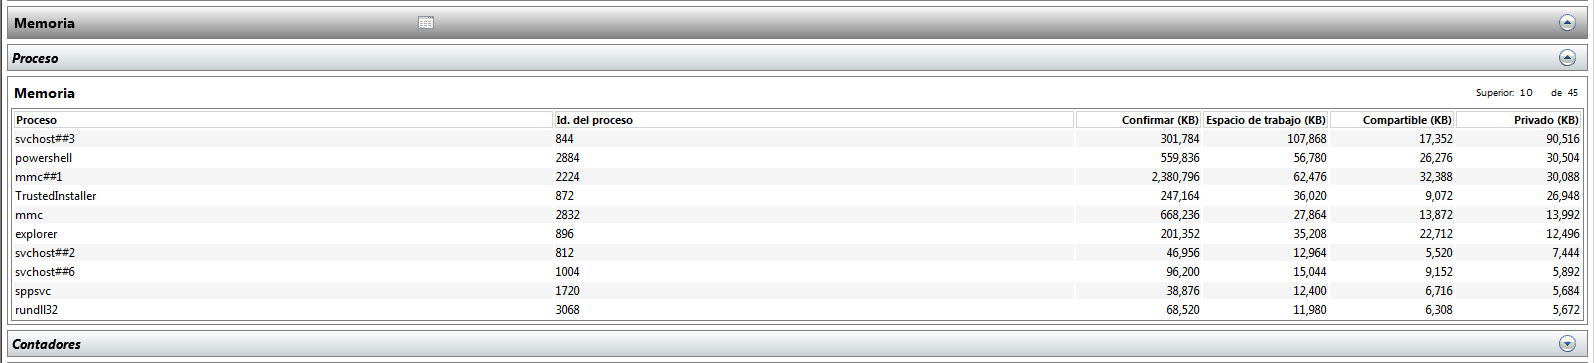 Memoria
Proceso
Memoria Superior: 10 de 45
Proceso Id. del proceso Confirmar (KB) Espacio de trabajo (KB) Compartible (KB) Privado (KB)
svchost##3 844 301,784 107,868 17,352 90,516
powershell 2884 559,836 56,780 26,276 30,504
mmc##1 2224 2,380,796 62,476 32,388 30,088
TrustedInstaller 872 247,164 36,020 9,072 26,948
mmc 2832 668,236 27,864 13,872 13,992
explorer 896 201,352 35,208 22,712 12,496
svchost##2 812 46,956 12,964 5,520 7,444
svchost##6 1004 96,200 15,044 9,152 5,892
sppsvc 1720 38,876 12,400 6,716 5,684
rundll32 3068 68,520 11,980 6,308 5,672
Contadores